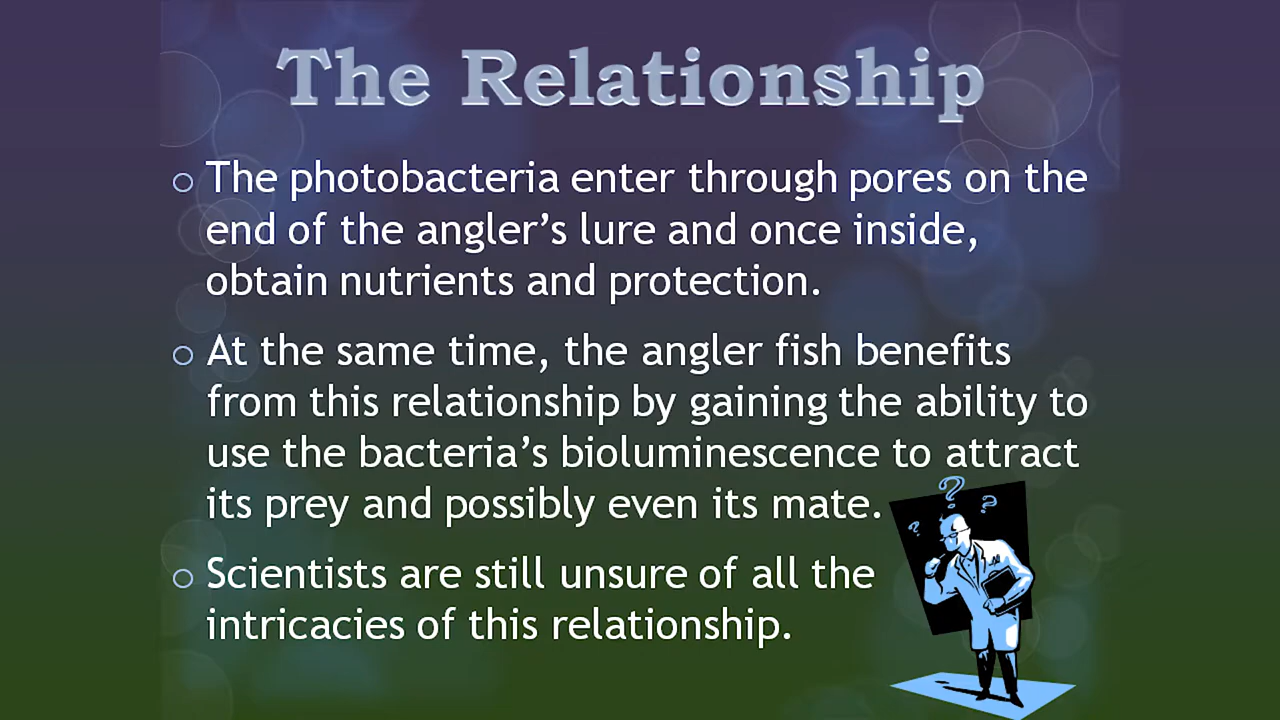 The Relationship
The photobacteria enter through pores on the
end of the angler’s lure and once inside,
obtain nutrients and protection.
At the same time, the angler fish benefits
from this relationship by gaining the ability to
use the bacteria’s bioluminescence to attract
its prey and possibly even its mate.
Scientists are still unsure of all the
intricacies of this relationship.